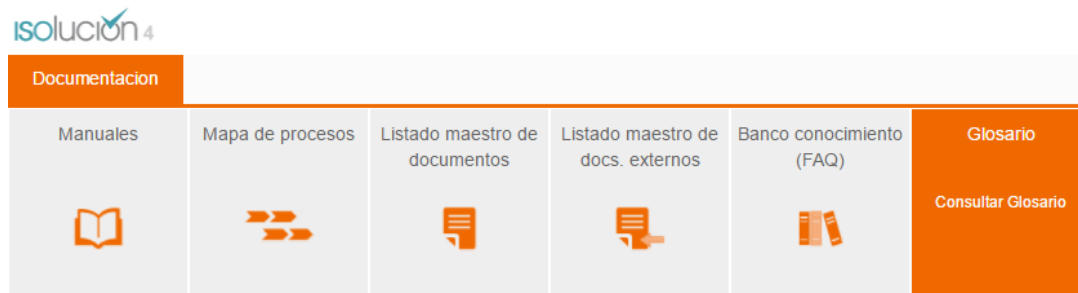 ISOlución 4
Documentacion
Manuales
Mapa de procesos
Listado maestro de
documentos
Listado maestro de
docs. externos
Banco conocimiento
(FAQ)
Glosario
Consultar Glosario